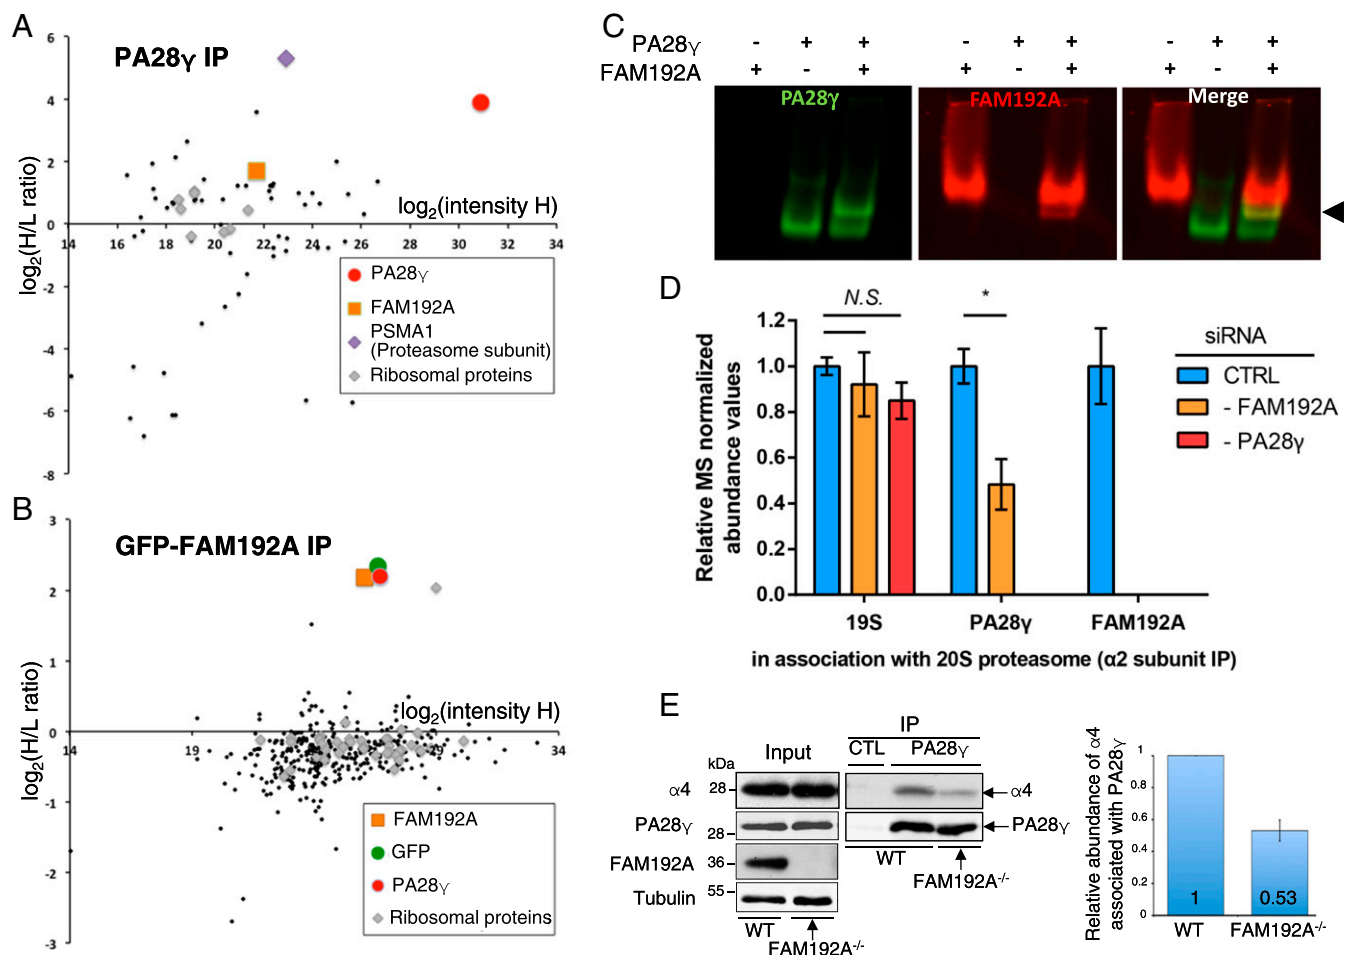 A
PA28γ IP
6
4
2
0
-2
-4
-6
-8
14 16 18 20 22 24 26 28 30 32 34
log2(H/L ratio)
log2(intensity H)
PA28γ
FAM192A
PSMA1
(Proteasome subunit)
Ribosomal proteins
B
GFP-FAM192A IP
3
2
1
0
-1
-2
-3
14 19 29 34
log2(H/L ratio)
log2(intensity H)
FAM192A
GFP
PA28γ
Ribosomal proteins
C
PA28γ - + + - + + - + +
FAM192A + - + + - + + - +
PA28γ FAM192A Merge
D
N.S.
*
1.2
1.0
0.8
0.6
0.4
0.2
0.0
Relative MS normalized
abundance values
19S PA28γ FAM192A
in association with 20S proteasome (α2 subunit IP)
siRNA
CTRL
- FAM192A
- PA28γ
E
IP
Input CTL PA28γ
kDa
α4 28 α4
PA28γ 28 PA28γ
FAM192A 36
Tubulin 55
WT
FAM192A-/-
WT
FAM192A-/-
Relative abundance of α4
associated with PA28γ
1
0.8
0.6
0.4
0.2
0
1 0.53
WT FAM192A-/-